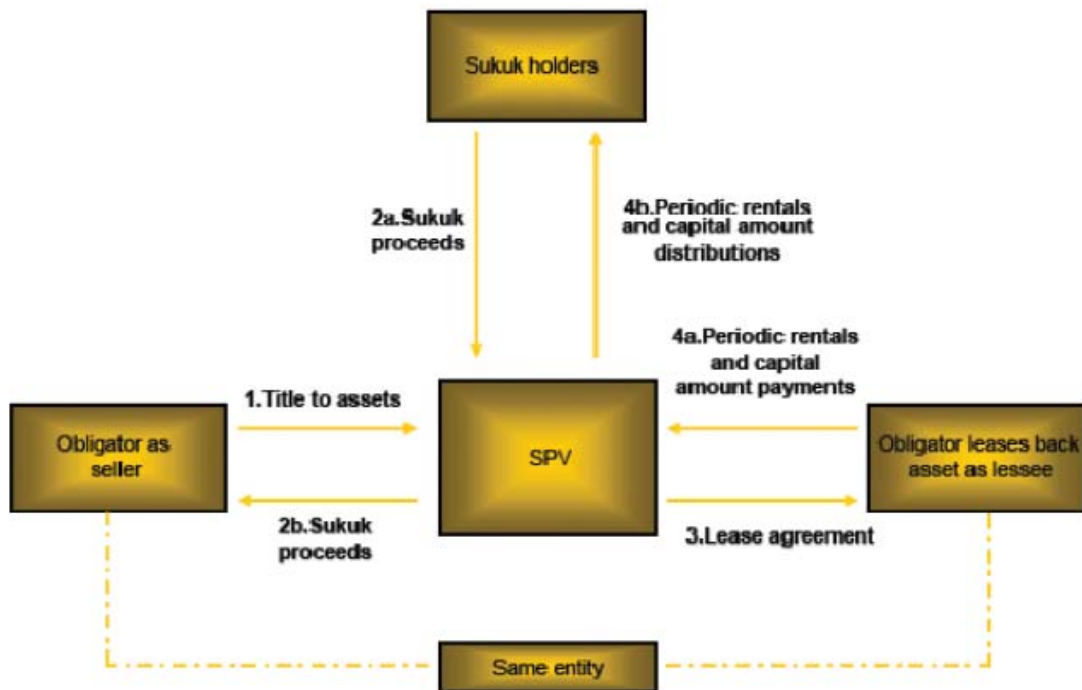 Sukuk holders
2a.Sukuk
proceeds
4b.Periodic rentals
and capital amount
distributions
4a.Periodic rentals
and capital
amount payments
1.Title to assets
Obligator as
seller
SPV
Obligator leases back
asset as lessee
2b.Sukuk
proceeds
3.Lease agreement
Same entity